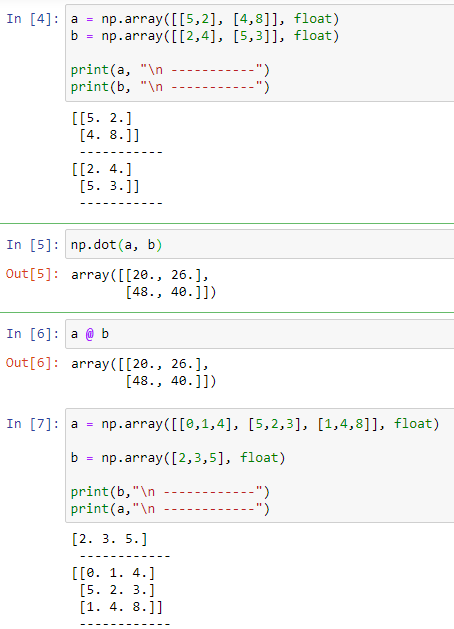 In [4]: a = np.array([[5,2], [4,8]], float)
b = np.array([[2,4], [5,3]], float)
print(a, "\n -----------")
print(b, "\n -----------")
[[5. 2.]
[4. 8.]]
-----------
[[2. 4.]
[5. 3.]]
-----------
In [5]: np.dot(a, b)
Out[5]: array([[20., 26.],
[48., 40.]])
In [6]: a @ b
Out[6]: array([[20., 26.],
[48., 40.]])
In [7]: a = np.array([[0,1,4], [5,2,3], [1,4,8]], float)
b = np.array([2,3,5], float)
print(b,"\n ------------")
print(a,"\n ------------")
[2. 3. 5.]
------------
[[0. 1. 4.]
[5. 2. 3.]
[1. 4. 8.]]
------------